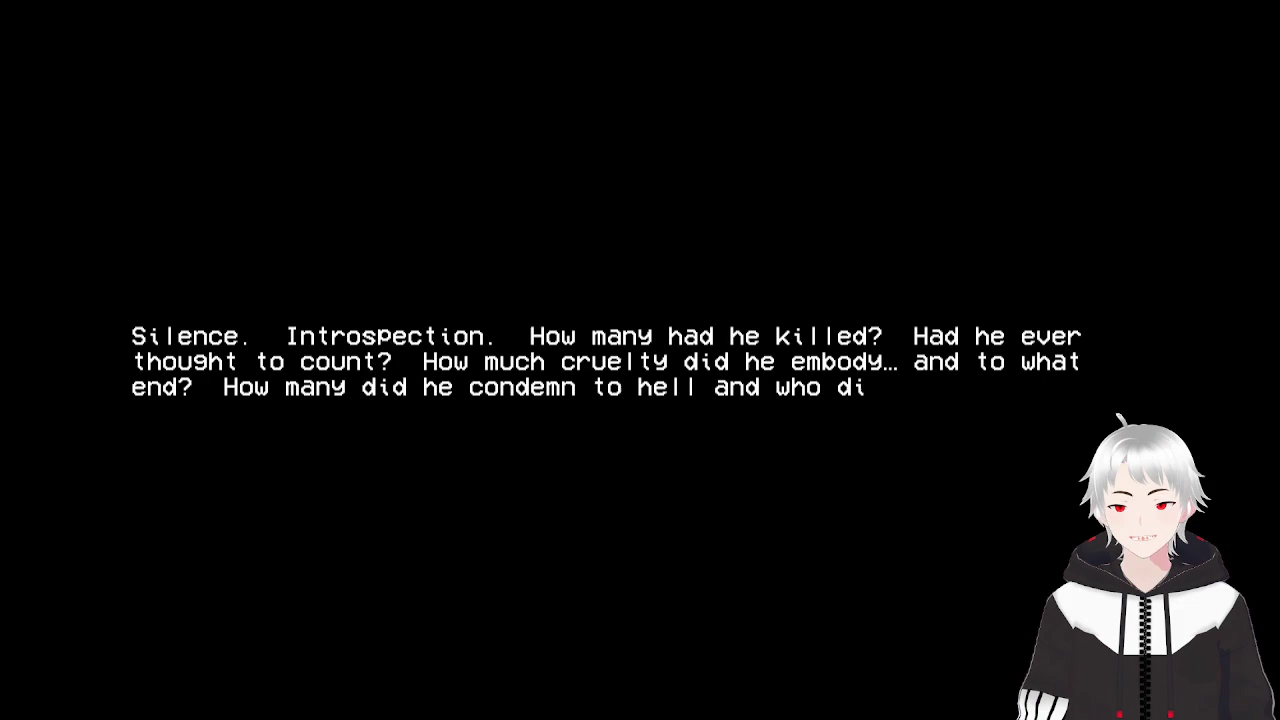 Silence.  Introspection.  How many had he killed?  Had he ever
thought to count?  How much cruelty did he embody… and to what
end?  How many did he condemn to hell and who di